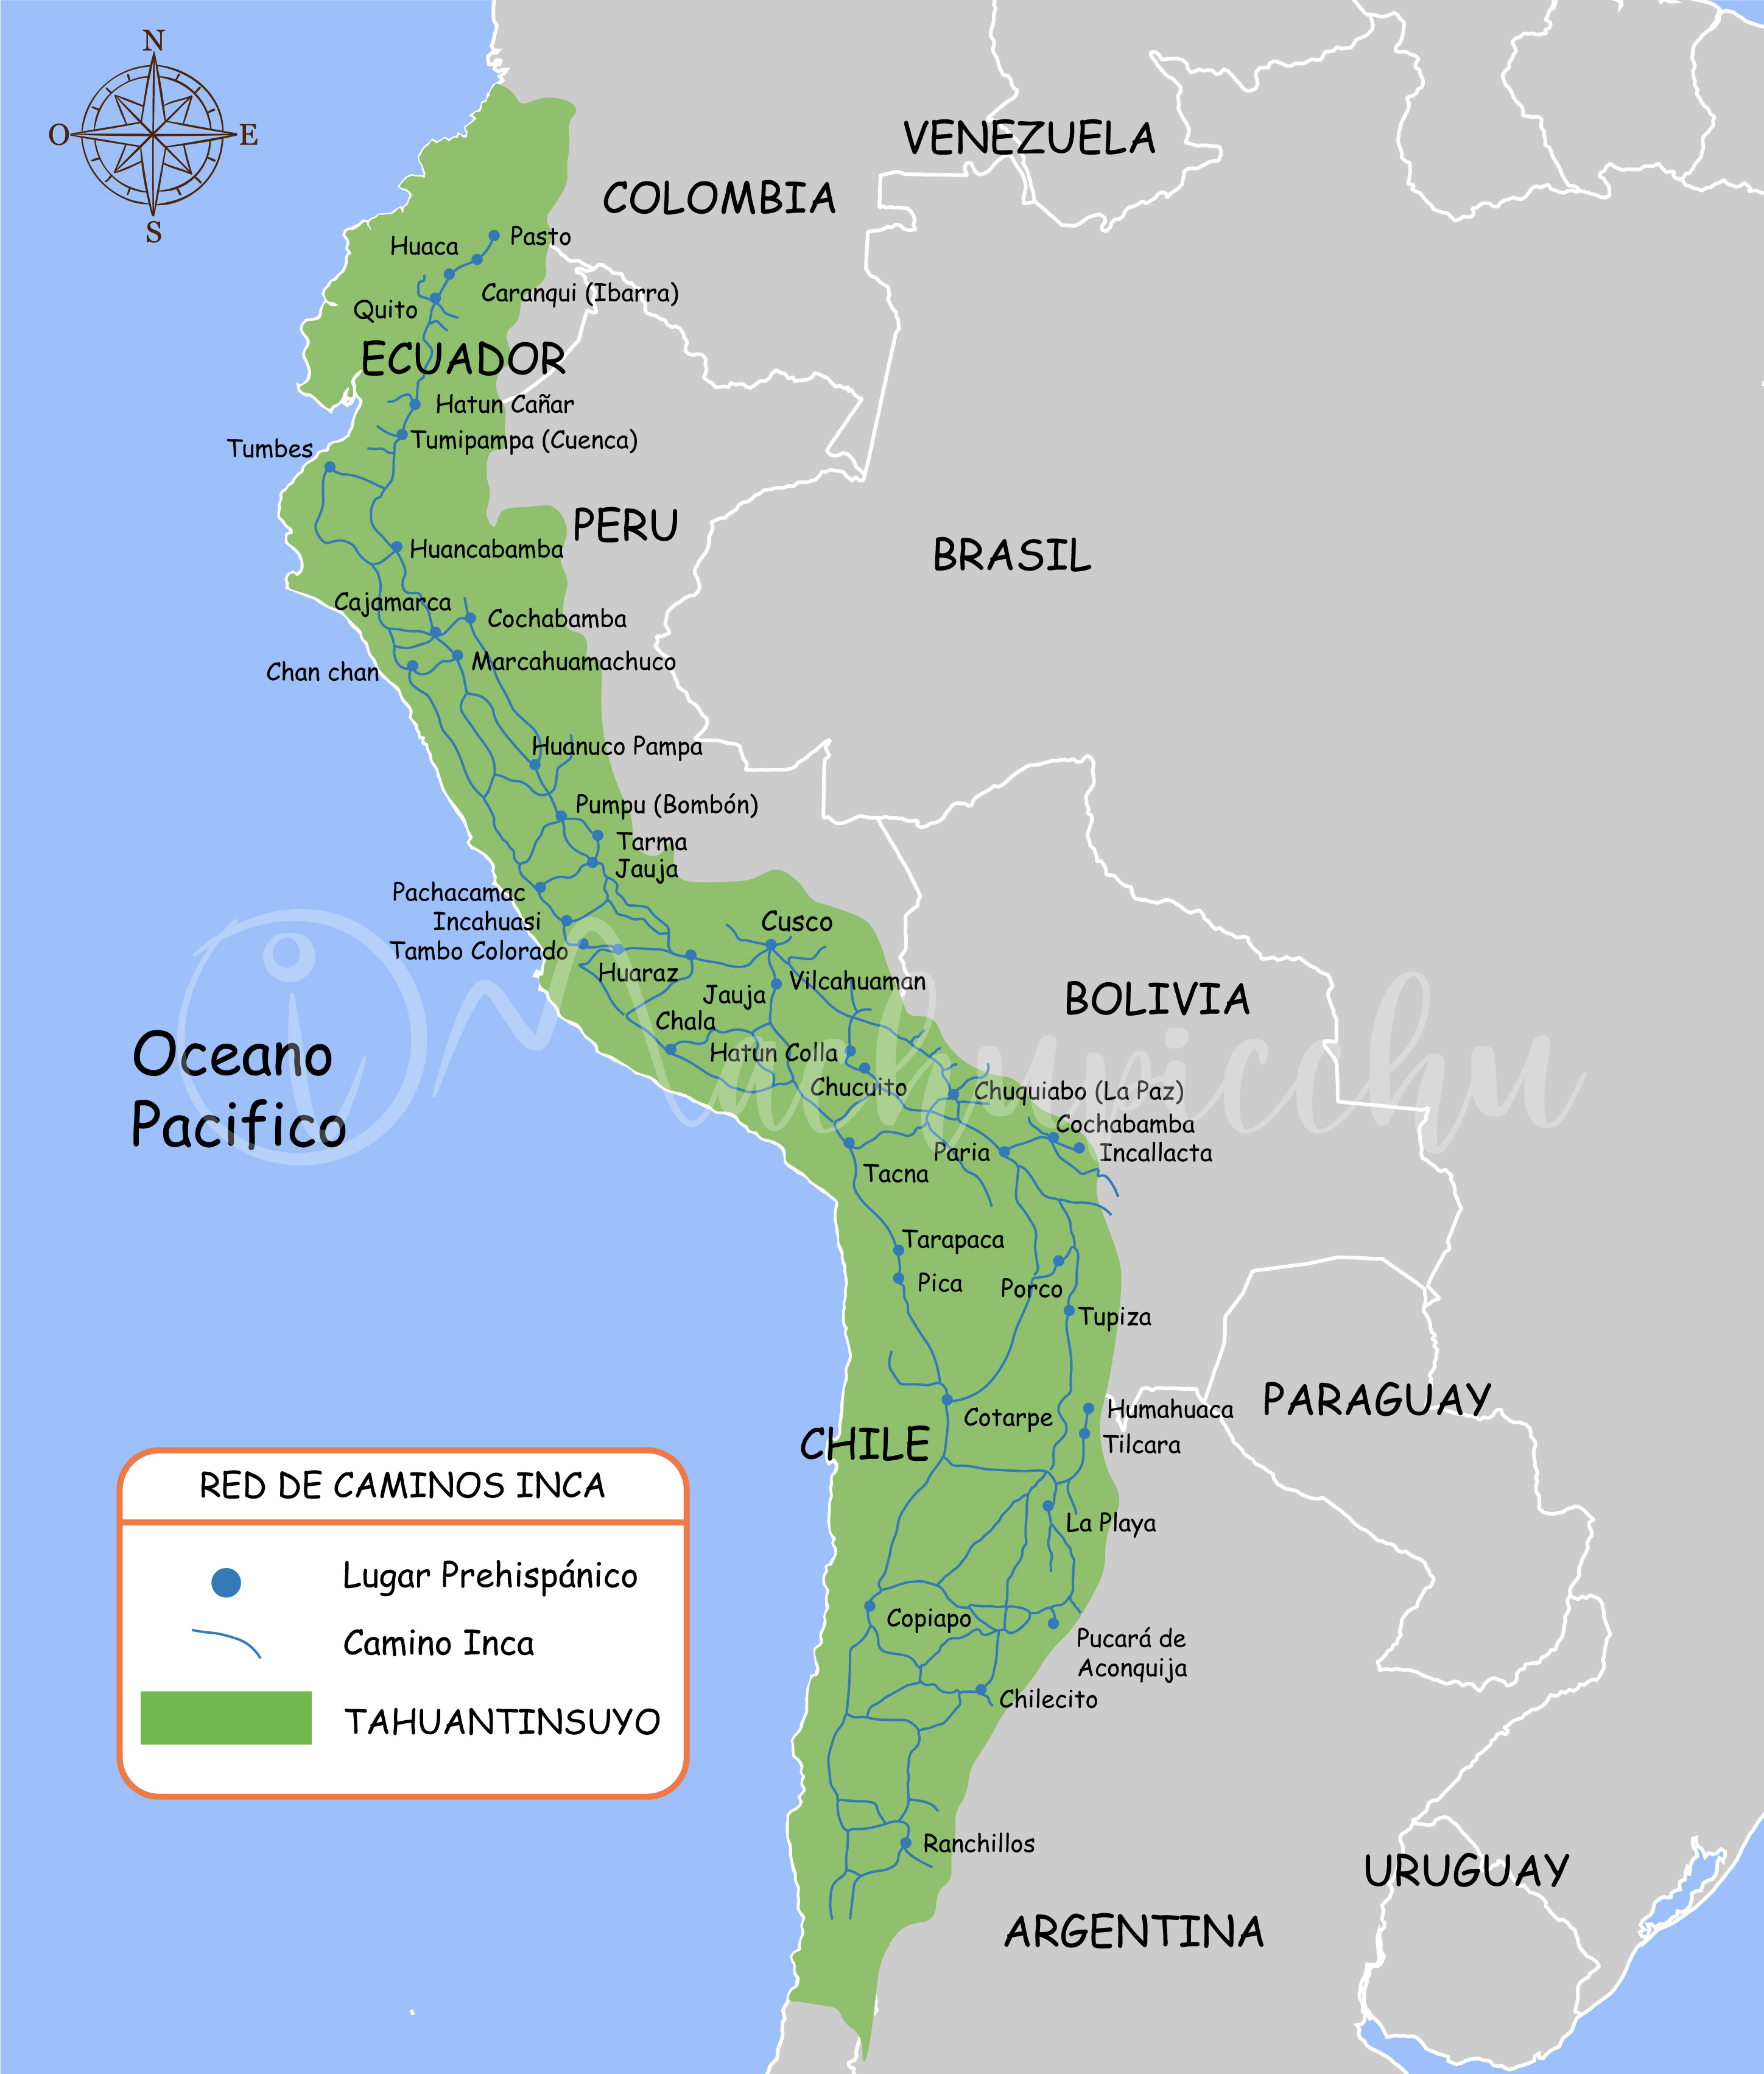 N
O
E
S
VENEZUELA
COLOMBIA
Pasto
Huaca
Caranqui (Ibarra)
Quito
ECUADOR
Hatun Cañar
Tumipampa (Cuenca)
Tumbes
PERU
Huancabamba
BRASIL
Cajamarca
Cochabamba
Marcahuamachuco
Chan chan
Huanuco Pampa
Pumpu (Bombón)
Tarma
Jauja
Pachacamac
Incahuasi
Tambo Colorado
Cusco
Huaraz
Vilcahuaman
Jauja
BOLIVIA
Chala
Hatun Colla
Chucuito
Chuquiabo (La Paz)
Cochabamba
Incallacta
Paria
Tacna
Oceano
Pacifico
iMachupicchu
Tarapaca
Pica
Porco
Tupiza
PARAGUAY
Humahuaca
Cotarpe
Tilcara
CHILE
La Playa
Copiapo
Pucará de
Aconquija
Chilecito
Ranchillos
URUGUAY
ARGENTINA
RED DE CAMINOS INCA
Lugar Prehispánico
Camino Inca
TAHUANTINSUYO